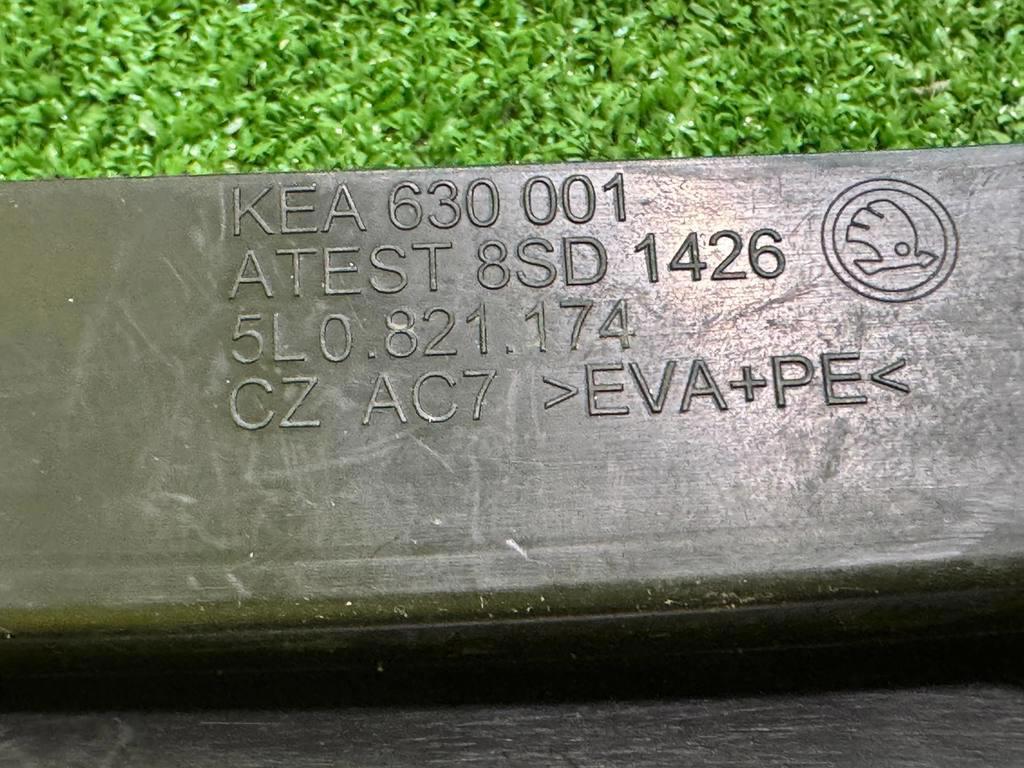 KEA 630 001
ATEST 8SD 1426
5L0.821.174
CZ AC7 >EVA+PE<